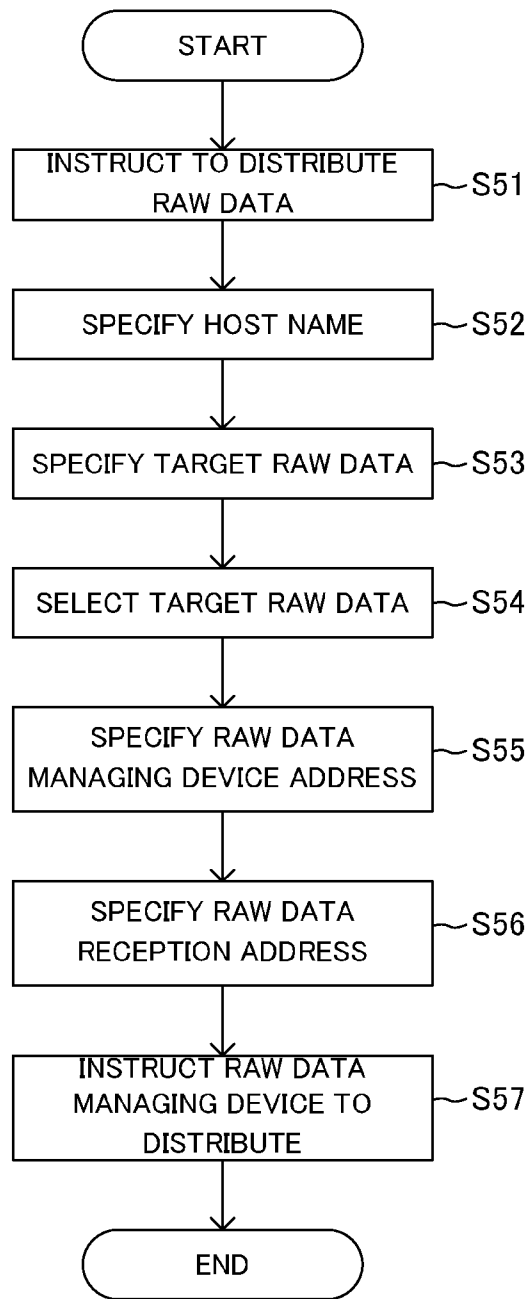 START
INSTRUCT TO DISTRIBUTE
RAW DATA
S51
SPECIFY HOST NAME
S52
SPECIFY TARGET RAW DATA
S53
SELECT TARGET RAW DATA
S54
SPECIFY RAW DATA
MANAGING DEVICE ADDRESS
S55
SPECIFY RAW DATA
RECEPTION ADDRESS
S56
INSTRUCT RAW DATA
MANAGING DEVICE TO
DISTRIBUTE
S57
END